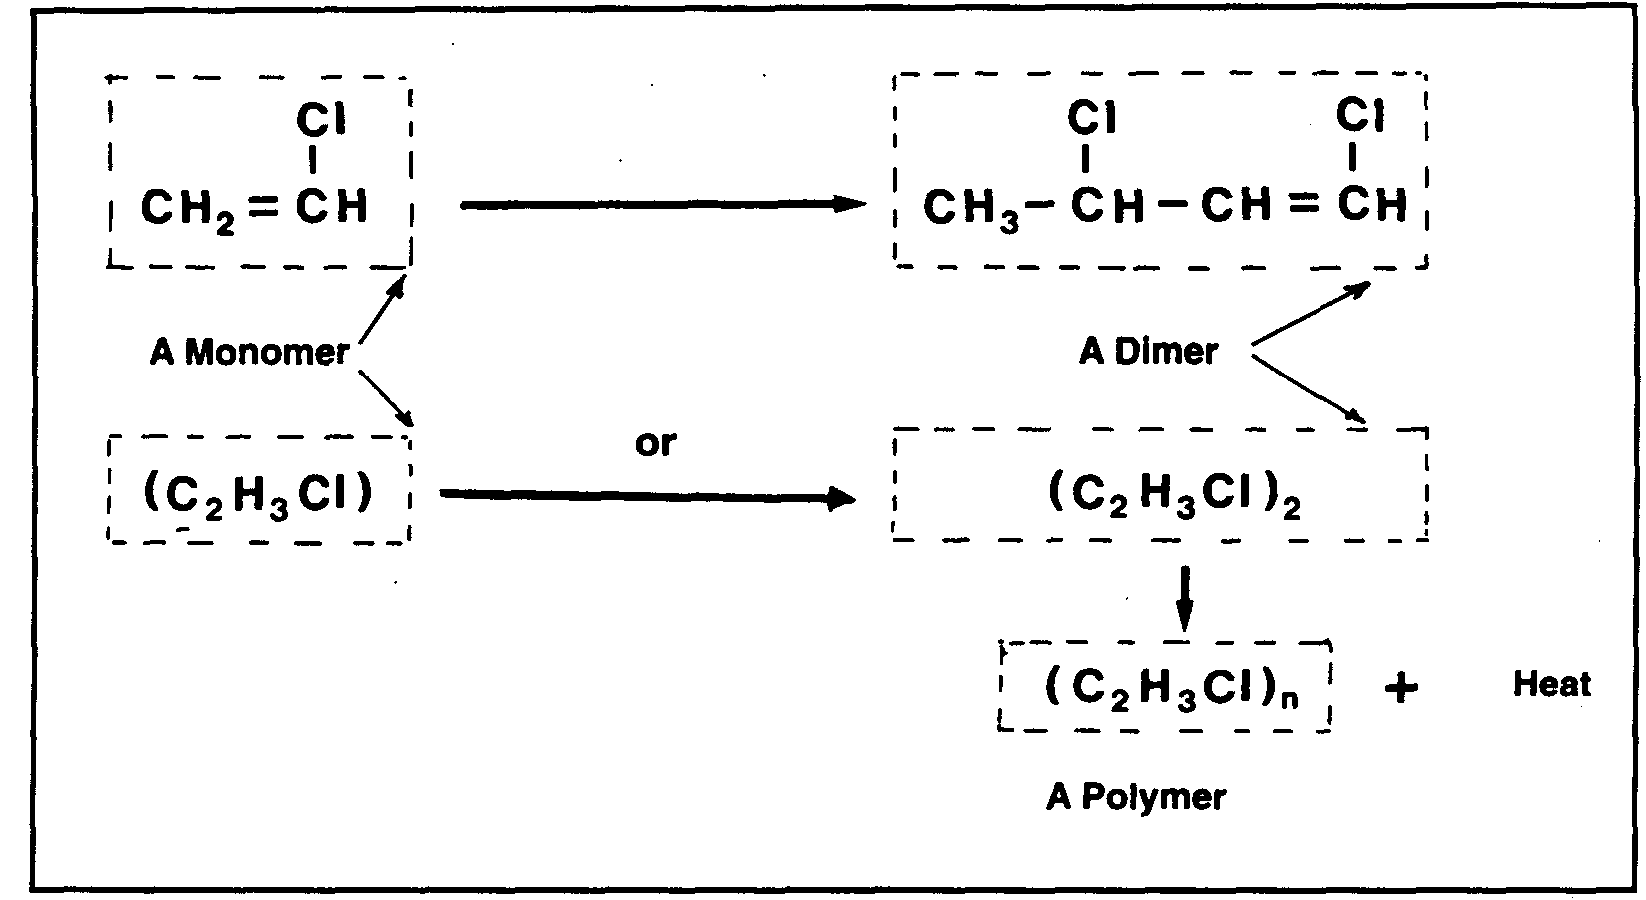 Cl Cl Cl
CH₂=CH CH₃–CH–CH=CH
A Monomer A Dimer
or
(C₂H₃Cl) (C₂H₃Cl)₂
(C₂H₃Cl)ₙ + Heat
A Polymer